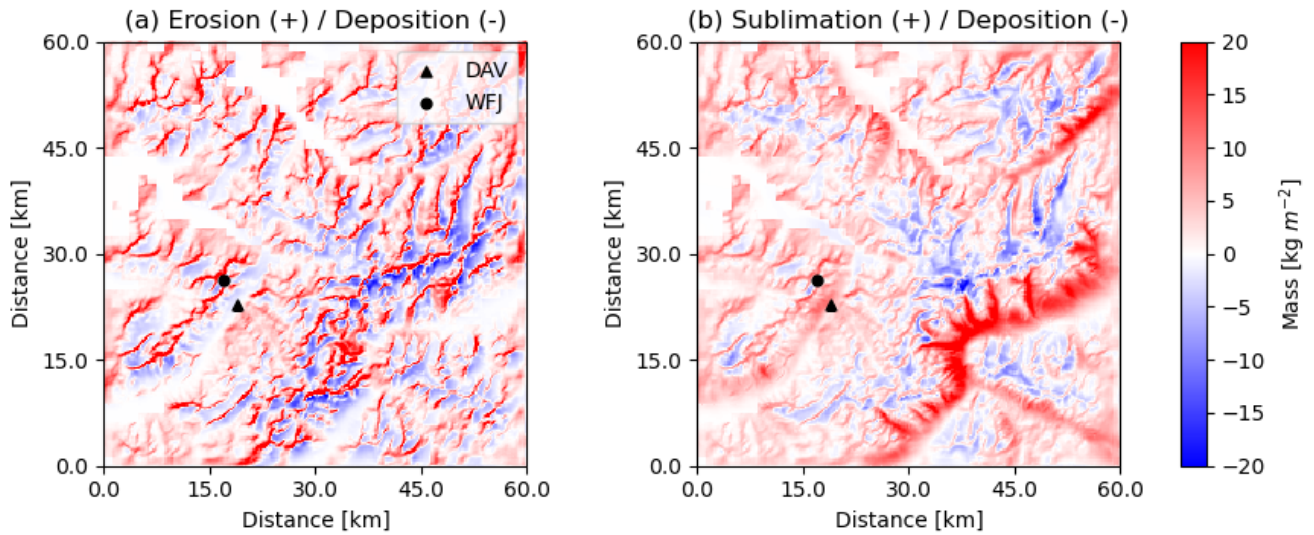 (a) Erosion (+) / Deposition (-)
(b) Sublimation (+) / Deposition (-)
60.0
45.0
30.0
15.0
0.0
Distance [km]
0.0 15.0 30.0 45.0 60.0
Distance [km]
DAV
WFJ
60.0
45.0
30.0
15.0
0.0
Distance [km]
0.0 15.0 30.0 45.0 60.0
Distance [km]
20
15
10
5
0
−5
−10
−15
−20
Mass [kg m⁻²]